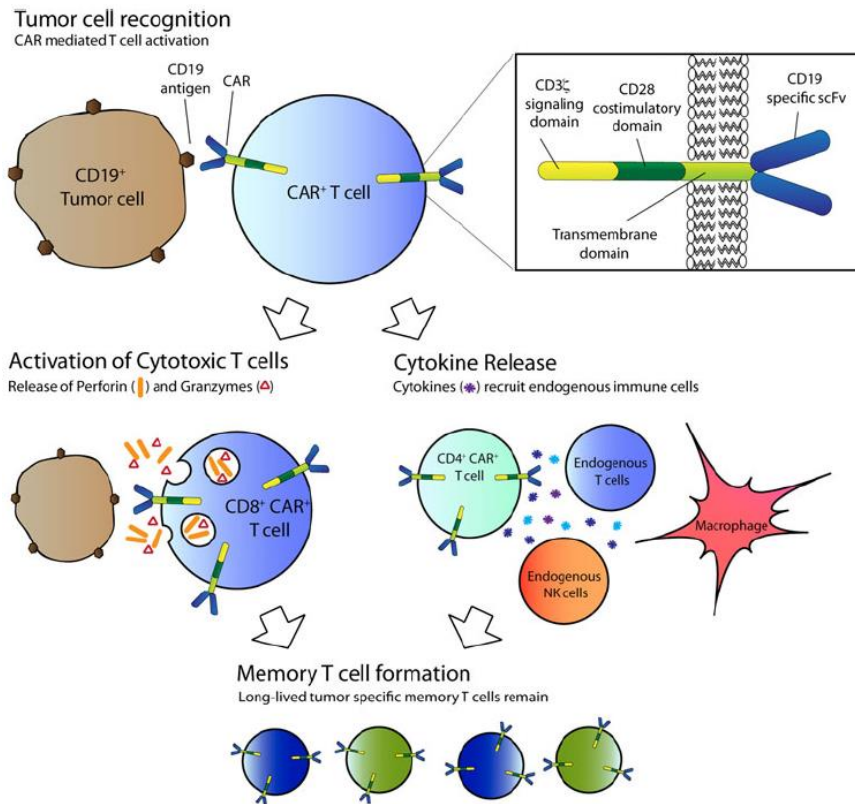 Tumor cell recognition
CAR mediated T cell activation
CD19
antigen
CAR
CD19⁺
Tumor cell
CAR⁺ T cell
CD3ζ
signaling
domain
CD28
costimulatory
domain
CD19
specific scFv
Transmembrane
domain
Activation of Cytotoxic T cells
Release of Perforin ( ) and Granzymes ( )
CD8⁺ CAR⁺
T cell
Cytokine Release
Cytokines ( ) recruit endogenous immune cells
CD4⁺ CAR⁺
T cell
Endogenous
T cells
Macrophage
Endogenous
NK cells
Memory T cell formation
Long-lived tumor specific memory T cells remain